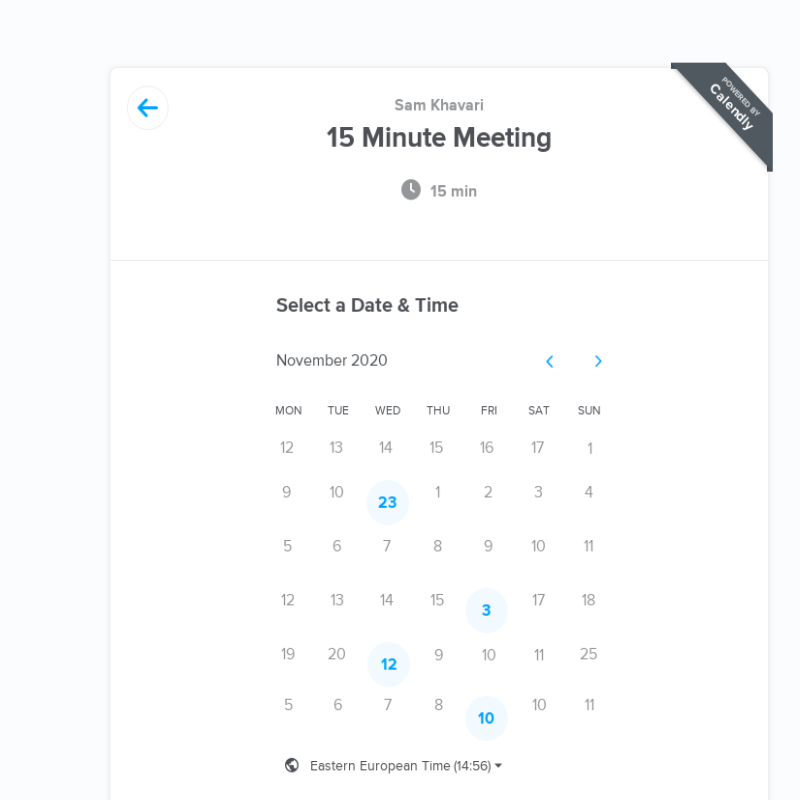 POWERED BY
Calendly
Sam Khavari
15 Minute Meeting
15 min
Select a Date & Time
November 2020
MON TUE WED THU FRI SAT SUN
12 13 14 15 16 17 1
9 10 23 1 2 3 4
5 6 7 8 9 10 11
12 13 14 15 3 17 18
19 20 12 9 10 11 25
5 6 7 8 10 10 11
Eastern European Time (14:56)